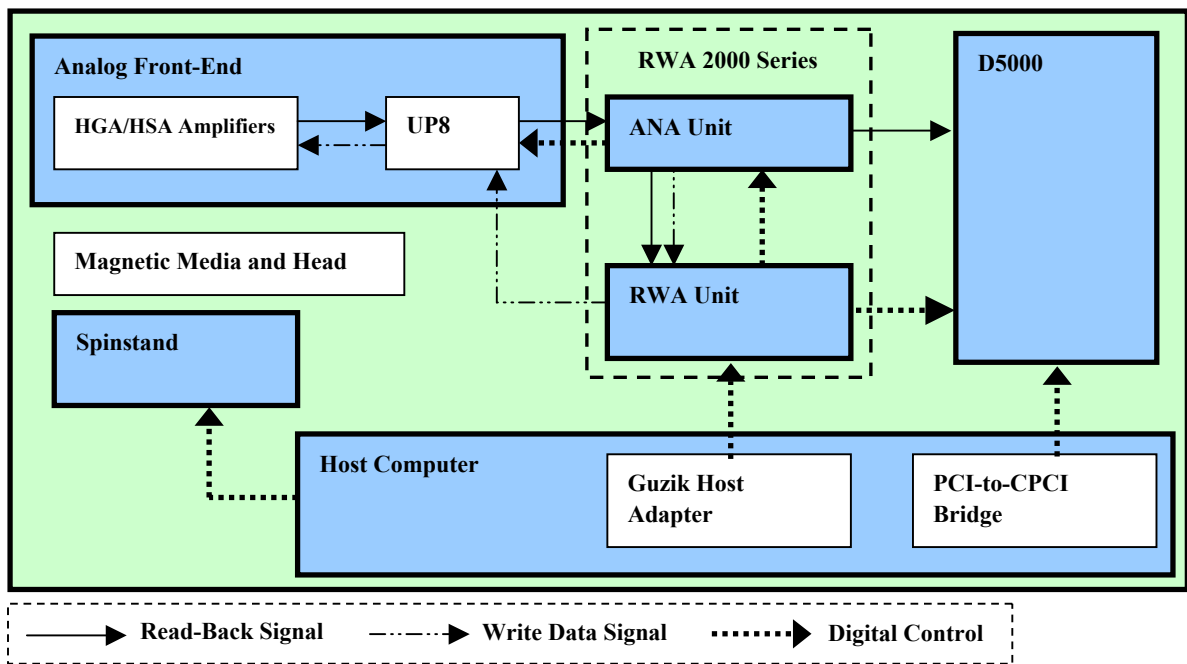 Analog Front-End
RWA 2000 Series
D5000
HGA/HSA Amplifiers
UP8
ANA Unit
Magnetic Media and Head
RWA Unit
Spinstand
Host Computer
Guzik Host
Adapter
PCI-to-CPCI
Bridge
Read-Back Signal
Write Data Signal
Digital Control